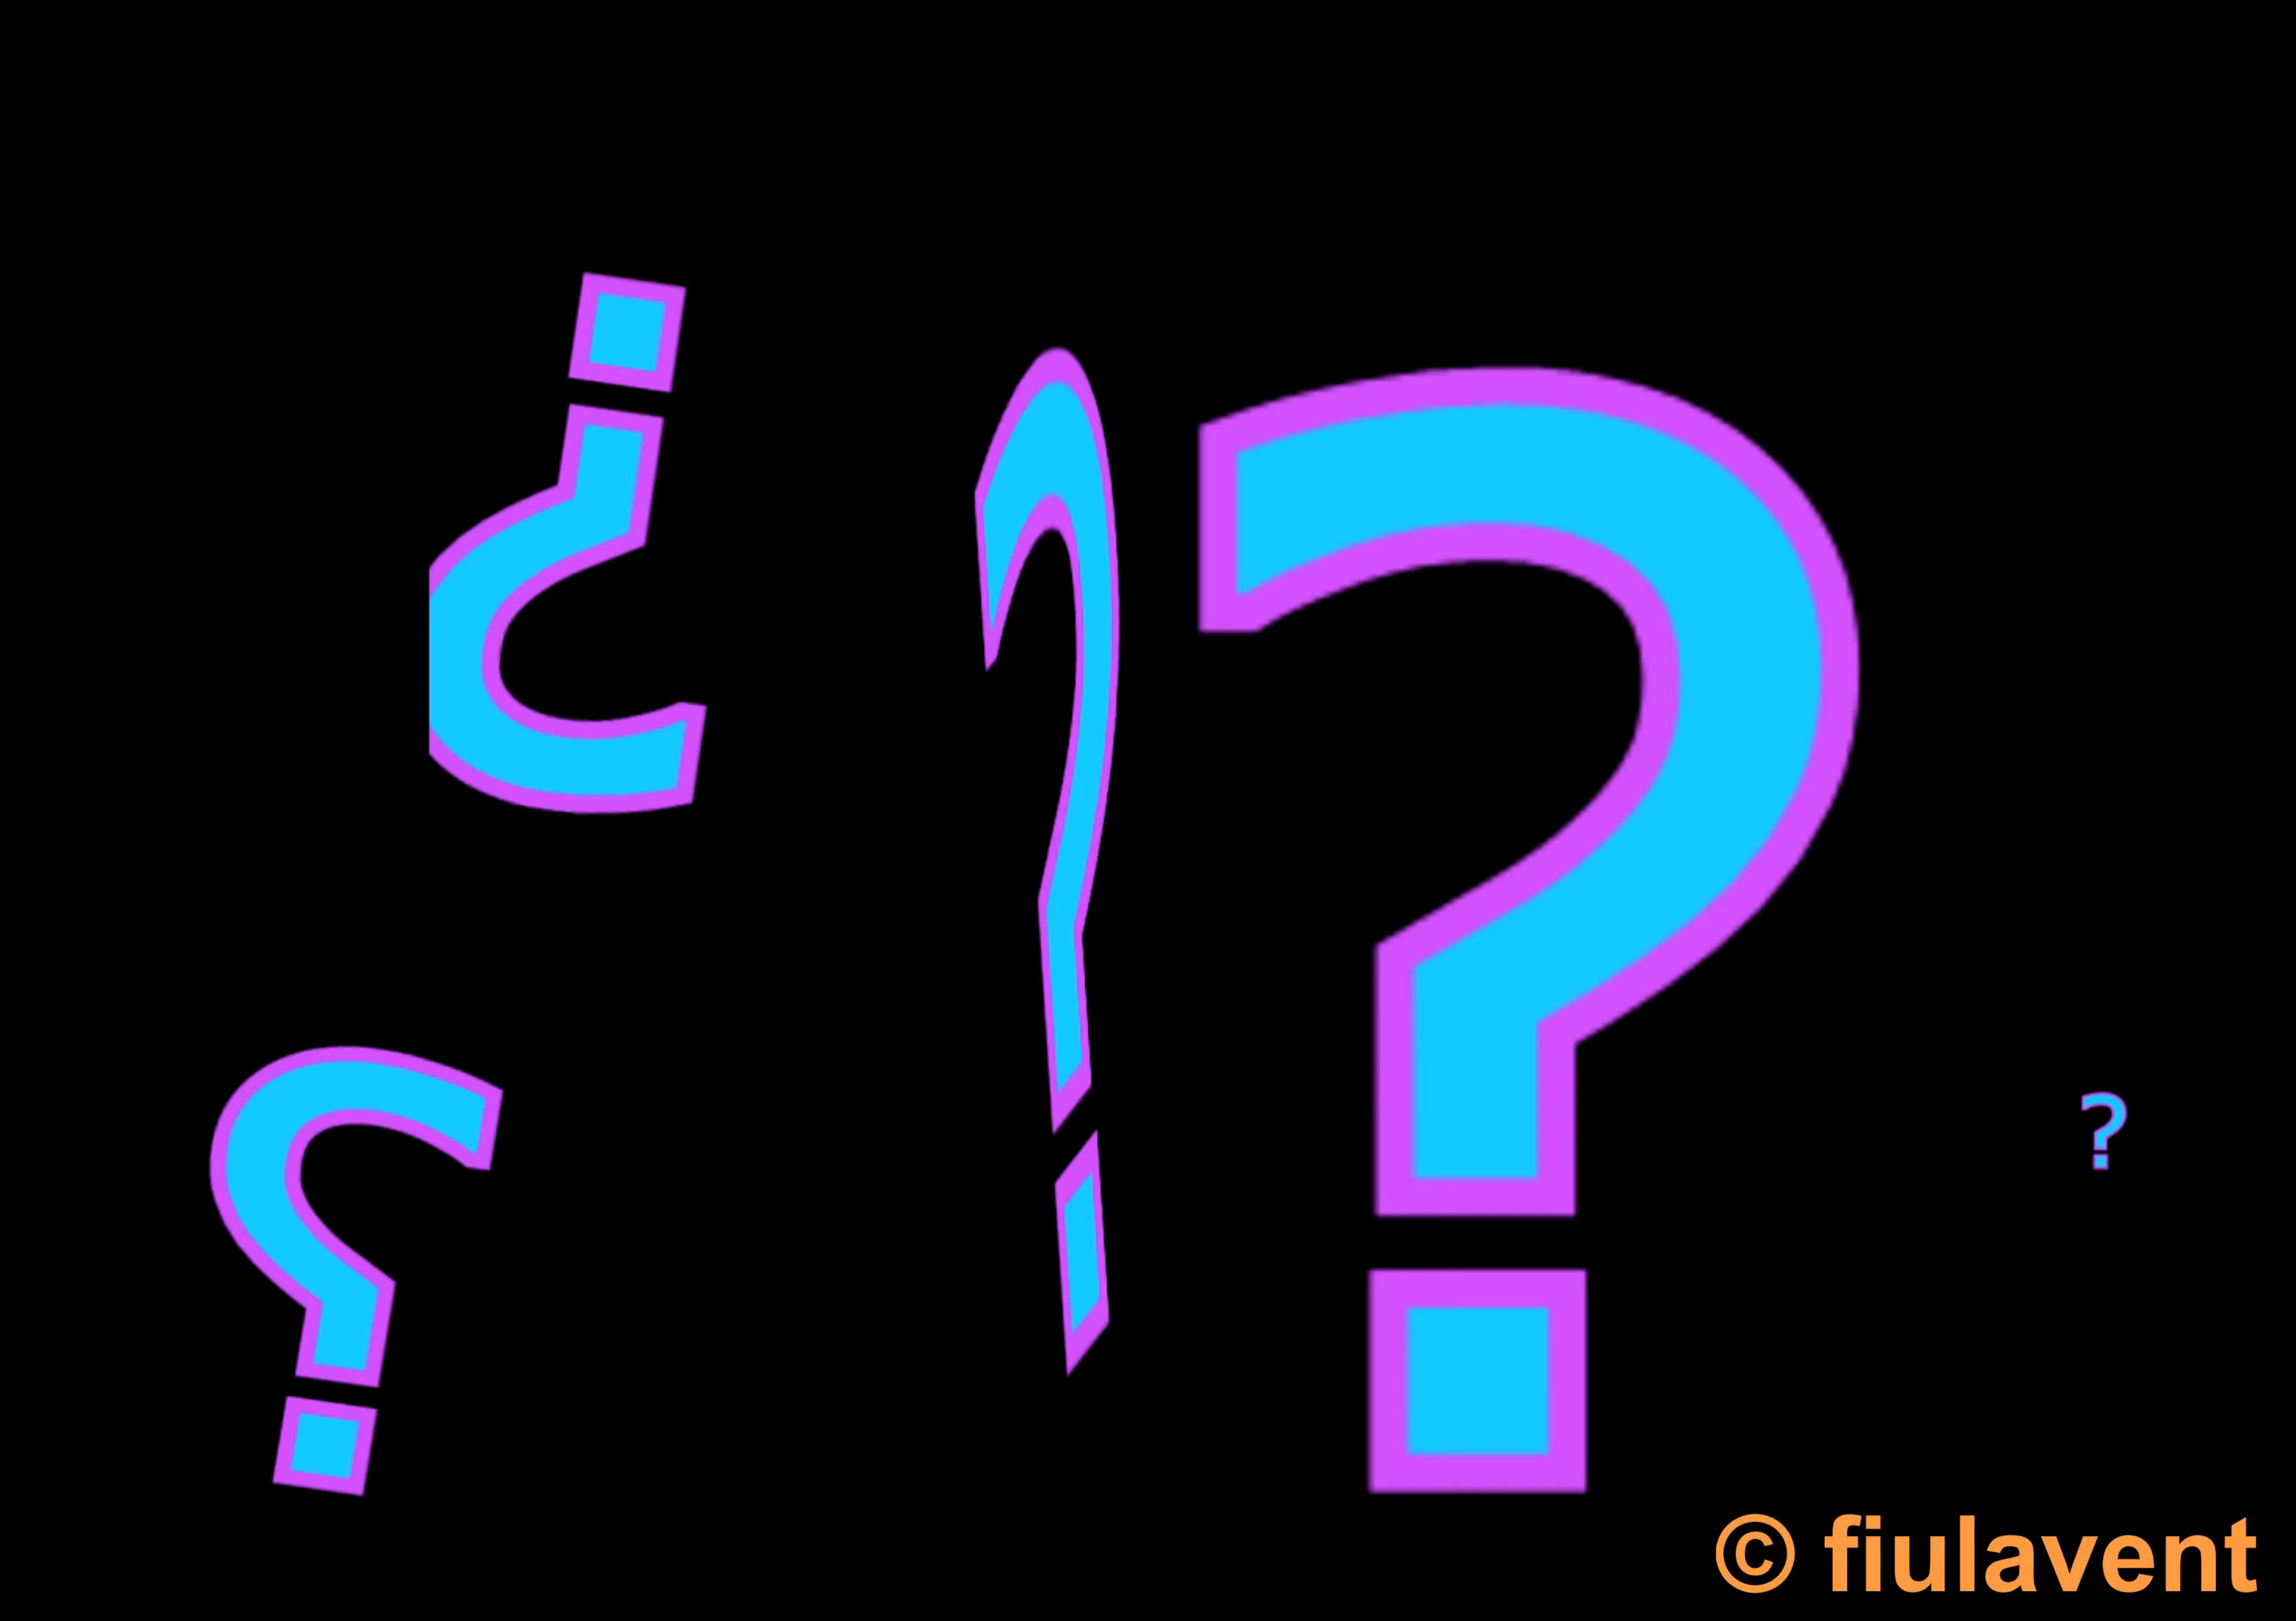 ¿ ? ?
⸮ ?
© fiulavent